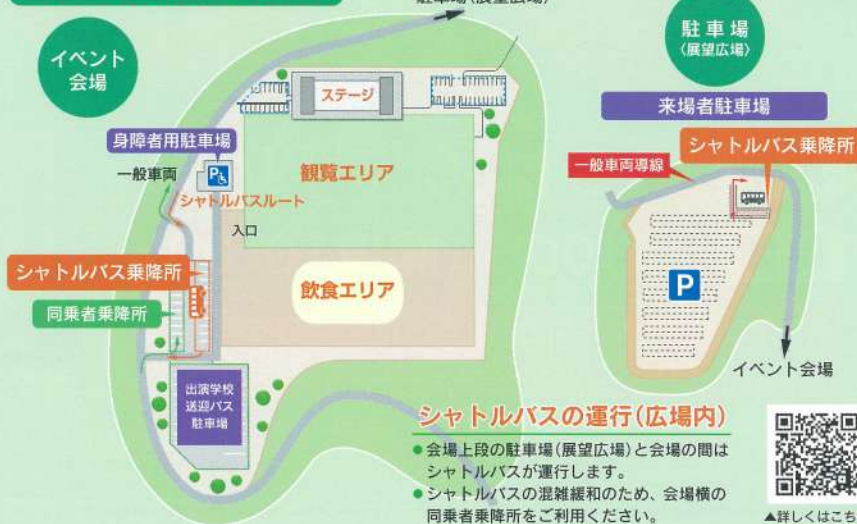 駐車場(展望広場)
イベント
会場
ステージ
身障者用駐車場
一般車両
P
シャトルバスルート
観覧エリア
入口
シャトルバス乗降所
飲食エリア
同乗者乗降所
出演学校
送迎バス
駐車場
駐車場
〈展望広場〉
来場者駐車場
シャトルバス乗降所
一般車両導線
P
イベント会場
シャトルバスの運行(広場内)
●会場上段の駐車場(展望広場)と会場の間は
シャトルバスが運行します。
●シャトルバスの混雑緩和のため、会場横の
同乗者乗降所をご利用ください。
▲詳しくはこち